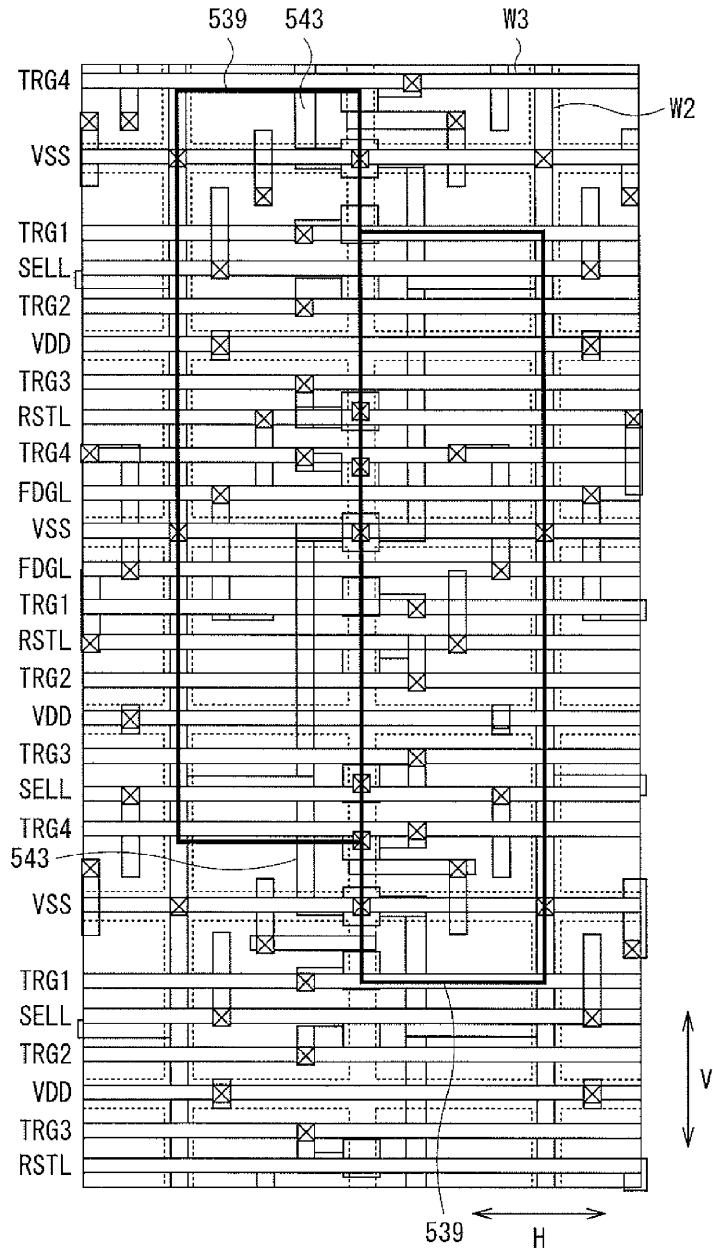 539 543 W3
TRG4
W2
VSS
TRG1
SELL
TRG2
VDD
TRG3
RSTL
TRG4
FDGL
VSS
FDGL
TRG1
RSTL
TRG2
VDD
TRG3
SELL
TRG4
543
VSS
TRG1
SELL
TRG2
V
VDD
TRG3
RSTL
539 H